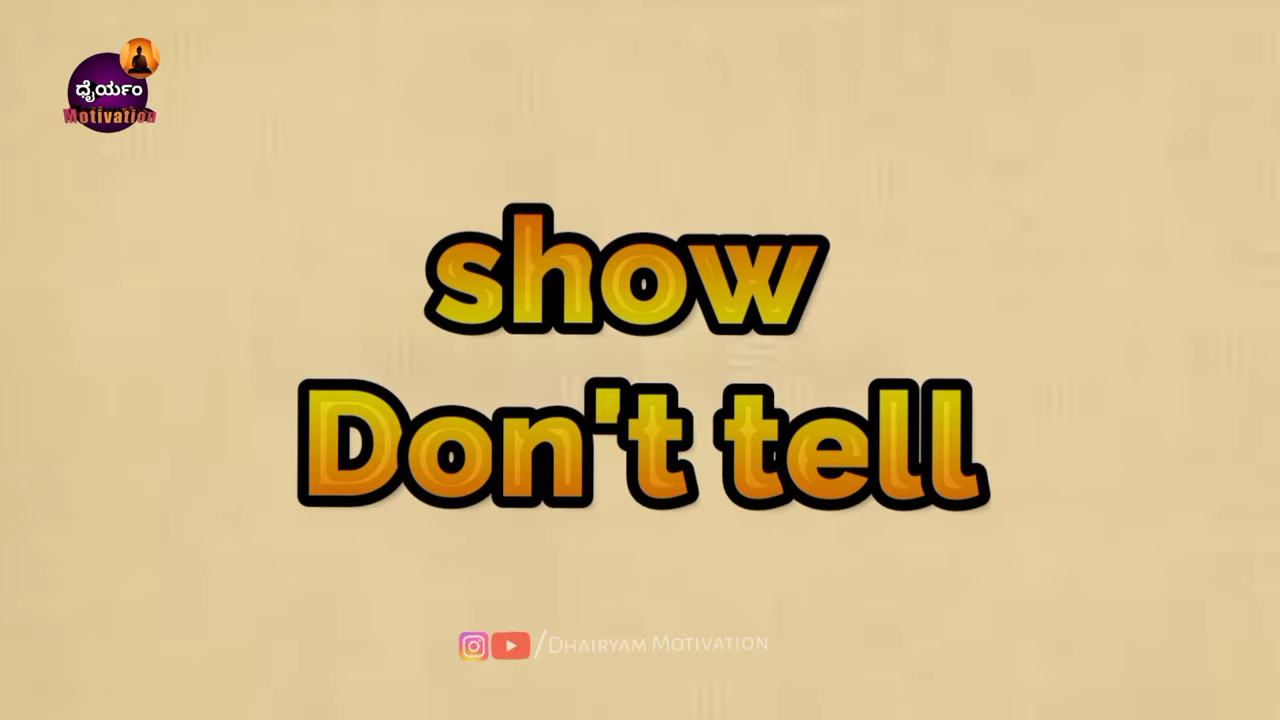 ಧೈರ್ಯಂ
Motivation
show
Don't tell
/Dhairyam Motivation